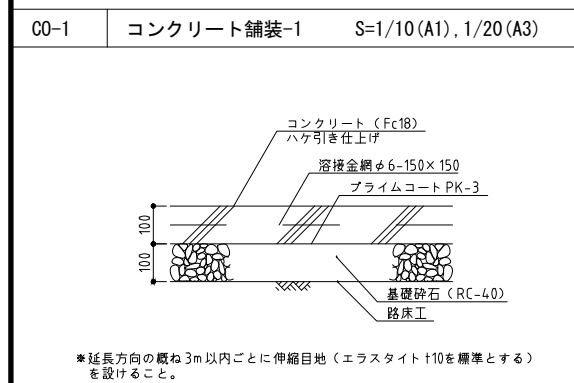 CO-1 コンクリート舗装-1 S=1/10(A1),1/20(A3)
コンクリート(Fc18)
ハケ引き仕上げ
溶接金網φ6-150×150
プライムコートPK-3
100
100
基礎砕石(RC-40)
路床工
※延長方向の概ね3m以内ごとに伸縮目地(エラスタイトt10を標準とする)
を設けること。